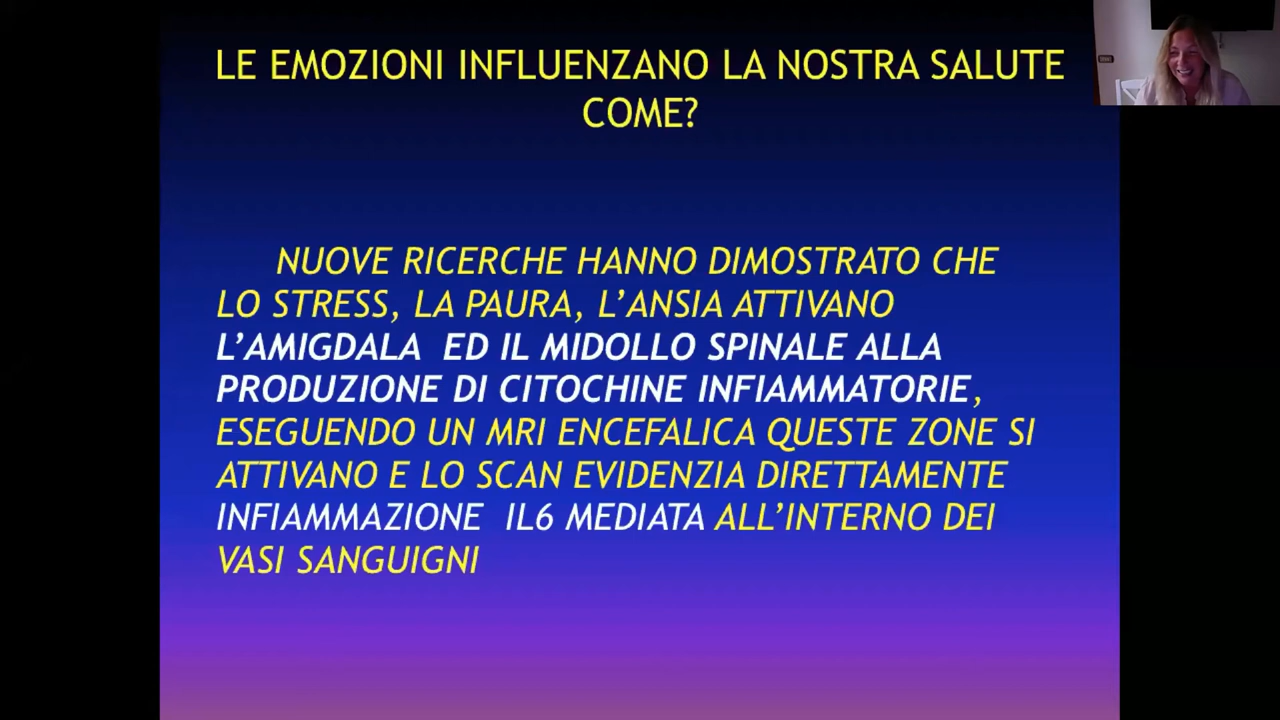 LE EMOZIONI INFLUENZANO LA NOSTRA SALUTE
COME?
NUOVE RICERCHE HANNO DIMOSTRATO CHE
LO STRESS, LA PAURA, L'ANSIA ATTIVANO
L'AMIGDALA ED IL MIDOLLO SPINALE ALLA
PRODUZIONE DI CITOCHINE INFIAMMATORIE,
ESEGUENDO UN MRI ENCEFALICA QUESTE ZONE SI
ATTIVANO E LO SCAN EVIDENZIA DIRETTAMENTE
INFIAMMAZIONE IL6 MEDIATA ALL'INTERNO DEI
VASI SANGUIGNI